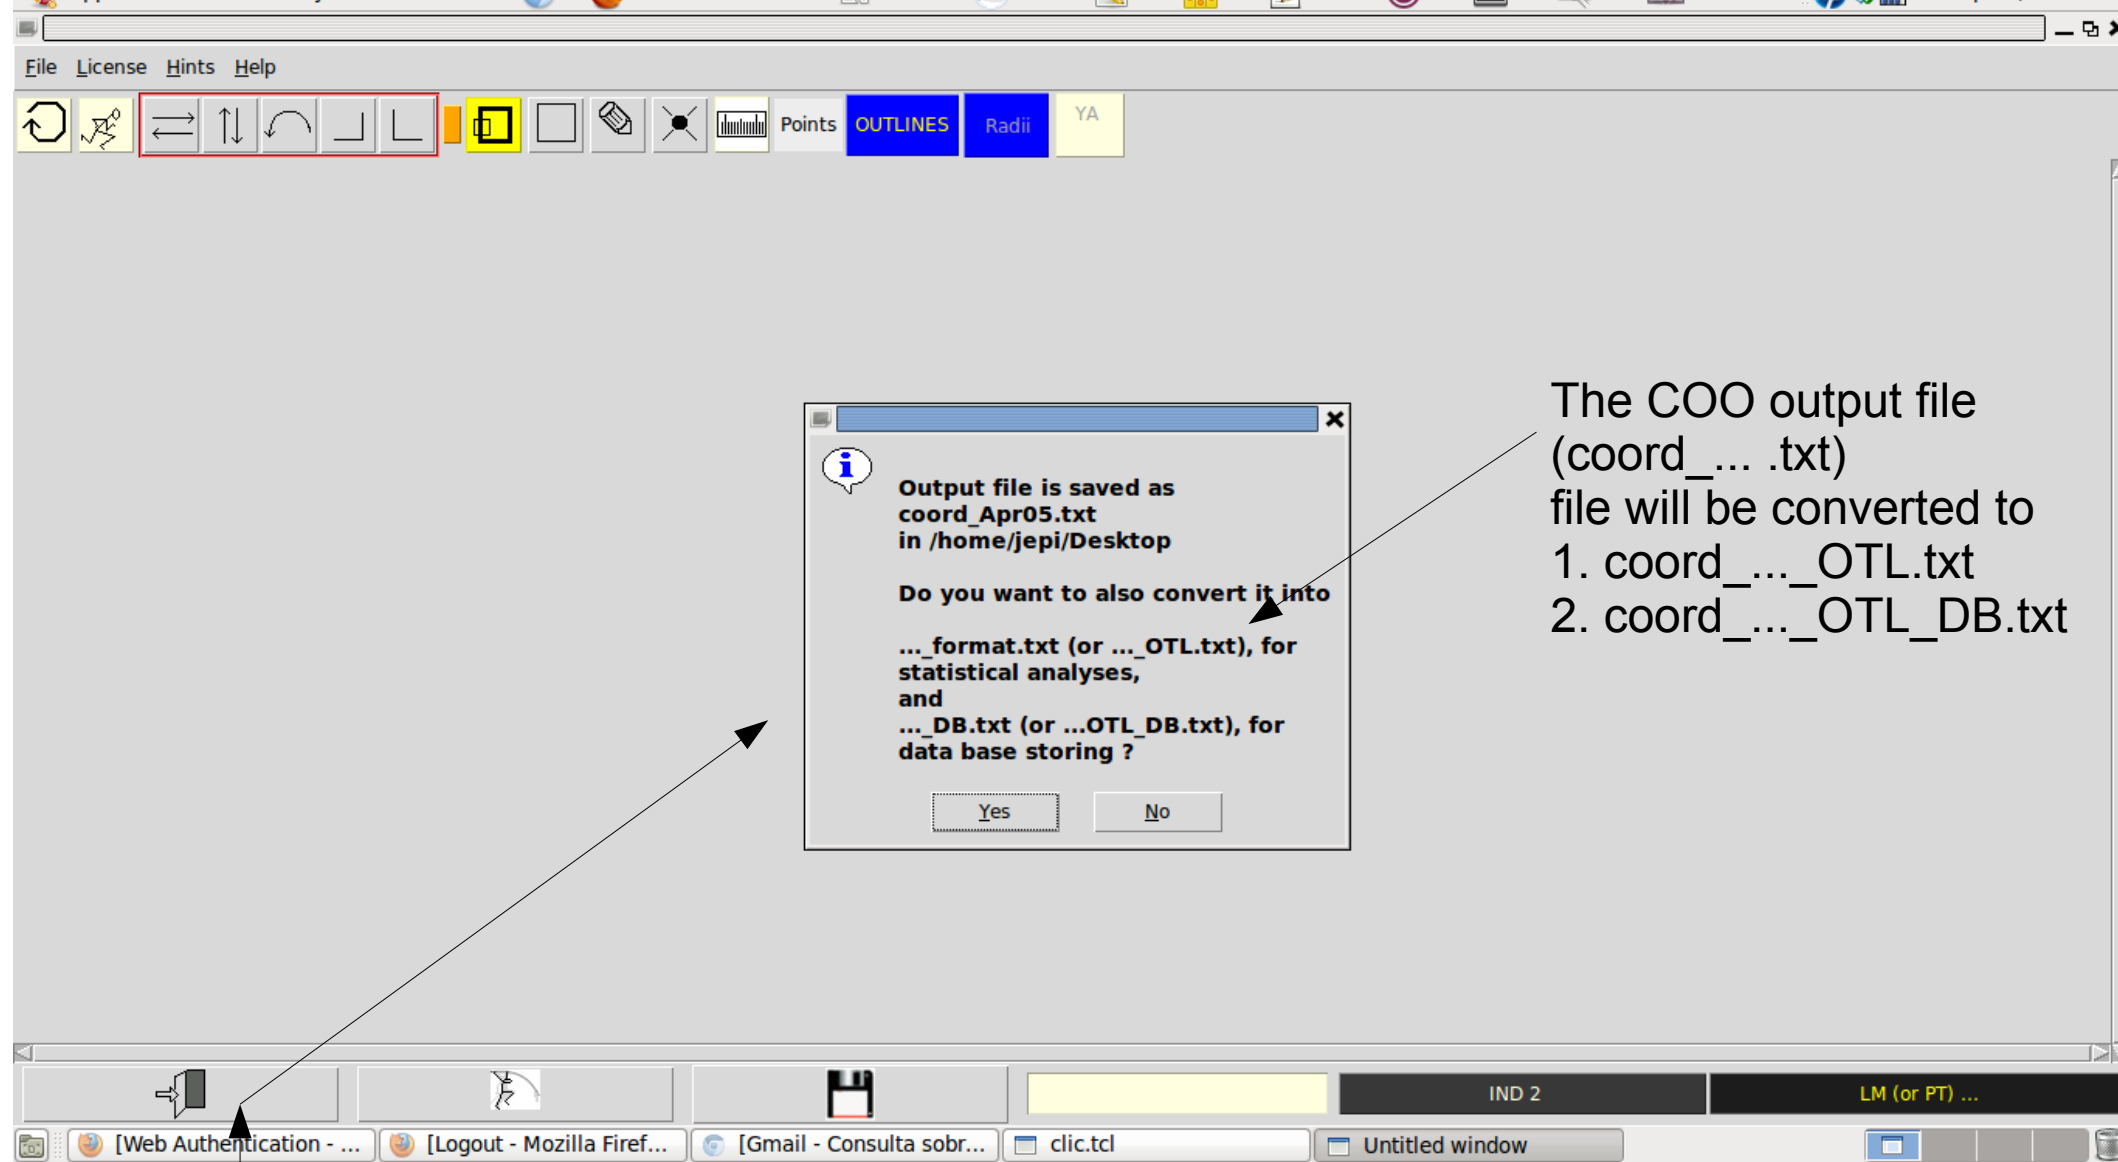 File License Hints Help
Points OUTLINES Radii YA
The COO output file
(coord_... .txt)
file will be converted to
1. coord_..._OTL.txt
2. coord_..._OTL_DB.txt
Output file is saved as
coord_Apr05.txt
in /home/jepi/Desktop
Do you want to also convert it into
..._format.txt (or ..._OTL.txt), for
statistical analyses,
and
..._DB.txt (or ...OTL_DB.txt), for
data base storing ?
Yes No
IND 2 LM (or PT) ...
[Web Authentication - ... [Logout - Mozilla Firef... [Gmail - Consulta sobr... clic.tcl Untitled window